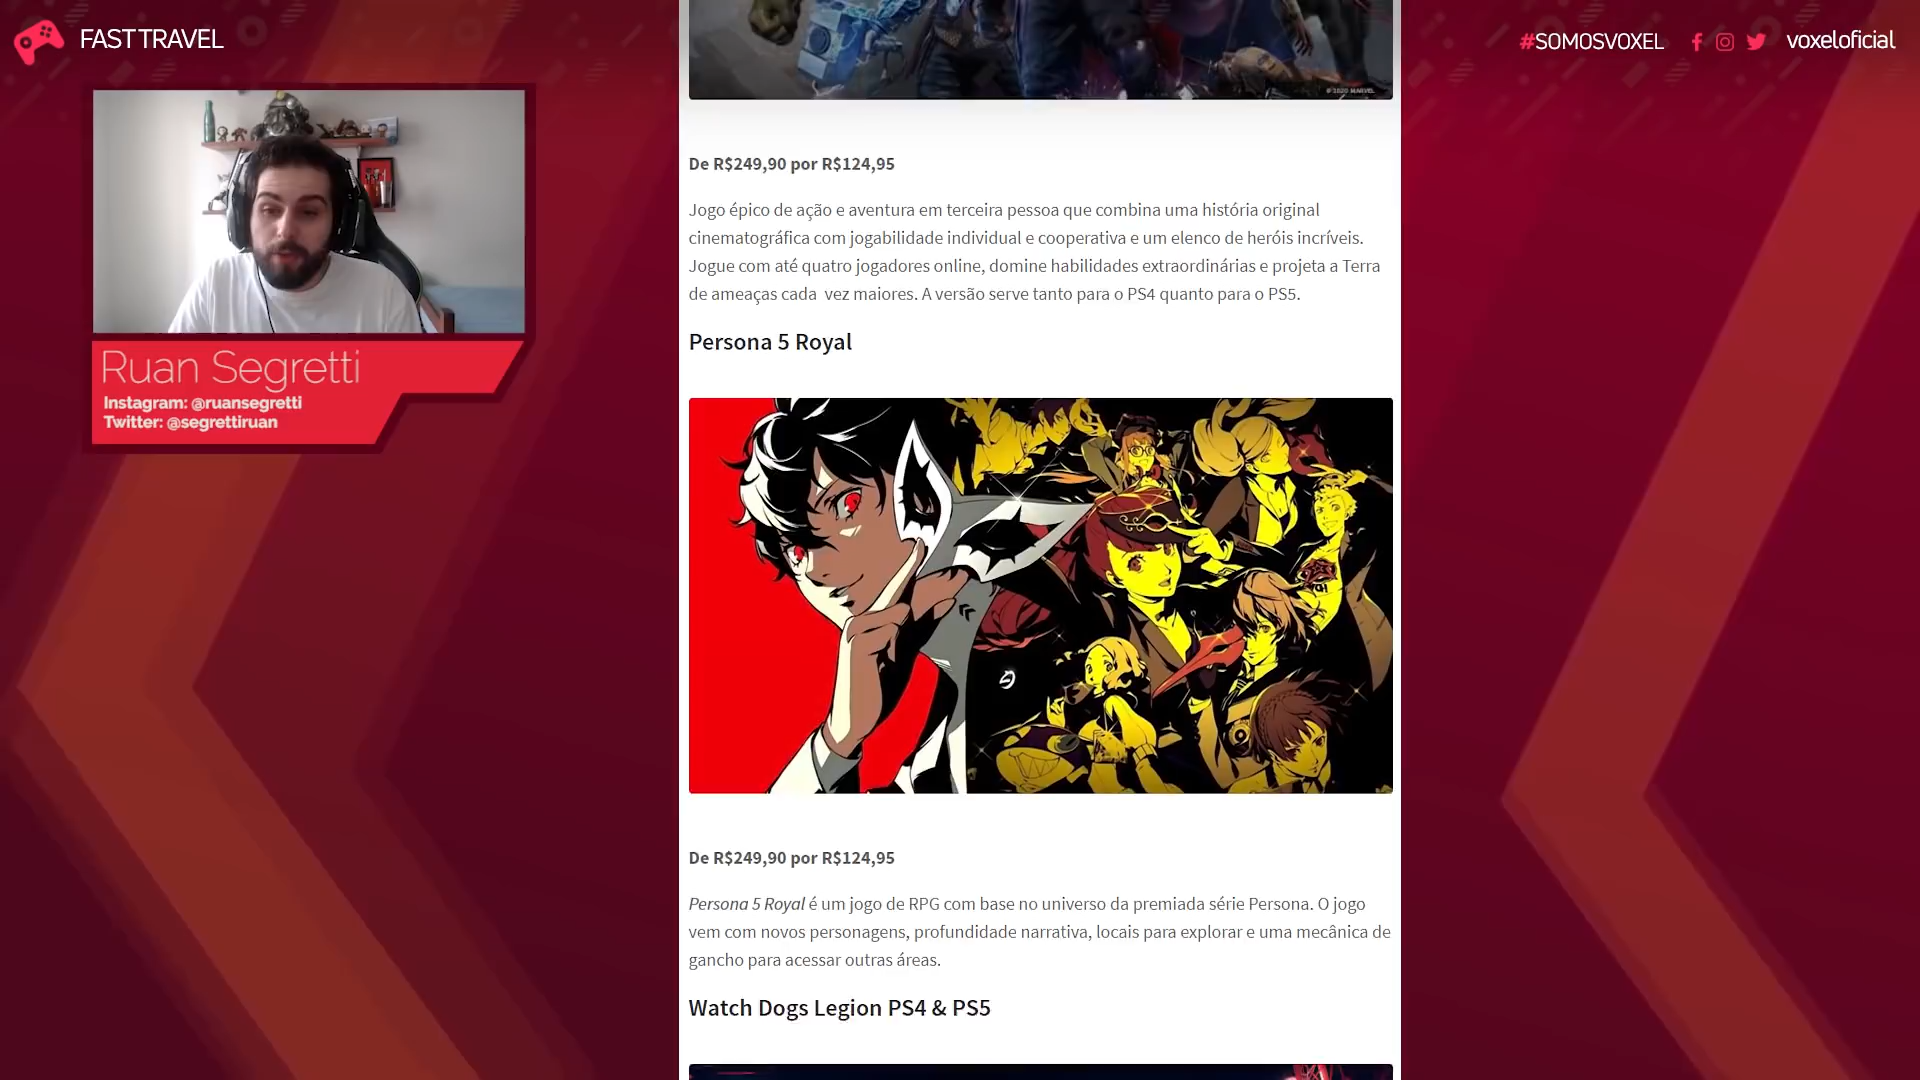 FAST TRAVEL
#SOMOSVOXEL
voxeloficial
Ruan Segretti
Instagram: @ruansegretti
Twitter: @segrettiruan
© 2020 MARVEL
De R$249,90 por R$124,95
Jogo épico de ação e aventura em terceira pessoa que combina uma história original
cinematográfica com jogabilidade individual e cooperativa e um elenco de heróis incríveis.
Jogue com até quatro jogadores online, domine habilidades extraordinárias e projeta a Terra
de ameaças cada vez maiores. A versão serve tanto para o PS4 quanto para o PS5.
Persona 5 Royal
De R$249,90 por R$124,95
Persona 5 Royal é um jogo de RPG com base no universo da premiada série Persona. O jogo
vem com novos personagens, profundidade narrativa, locais para explorar e uma mecânica de
gancho para acessar outras áreas.
Watch Dogs Legion PS4 & PS5